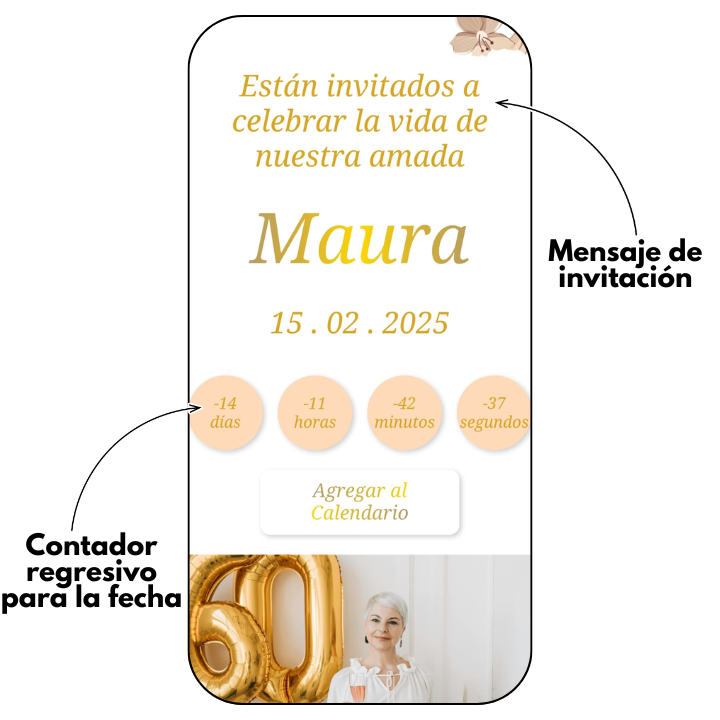 Están invitados a
celebrar la vida de
nuestra amada
Maura
15 . 02 . 2025
-14
días
-11
horas
-42
minutos
-37
segundos
Agregar al
Calendario
60
Mensaje de
invitación
Contador
regresivo
para la fecha